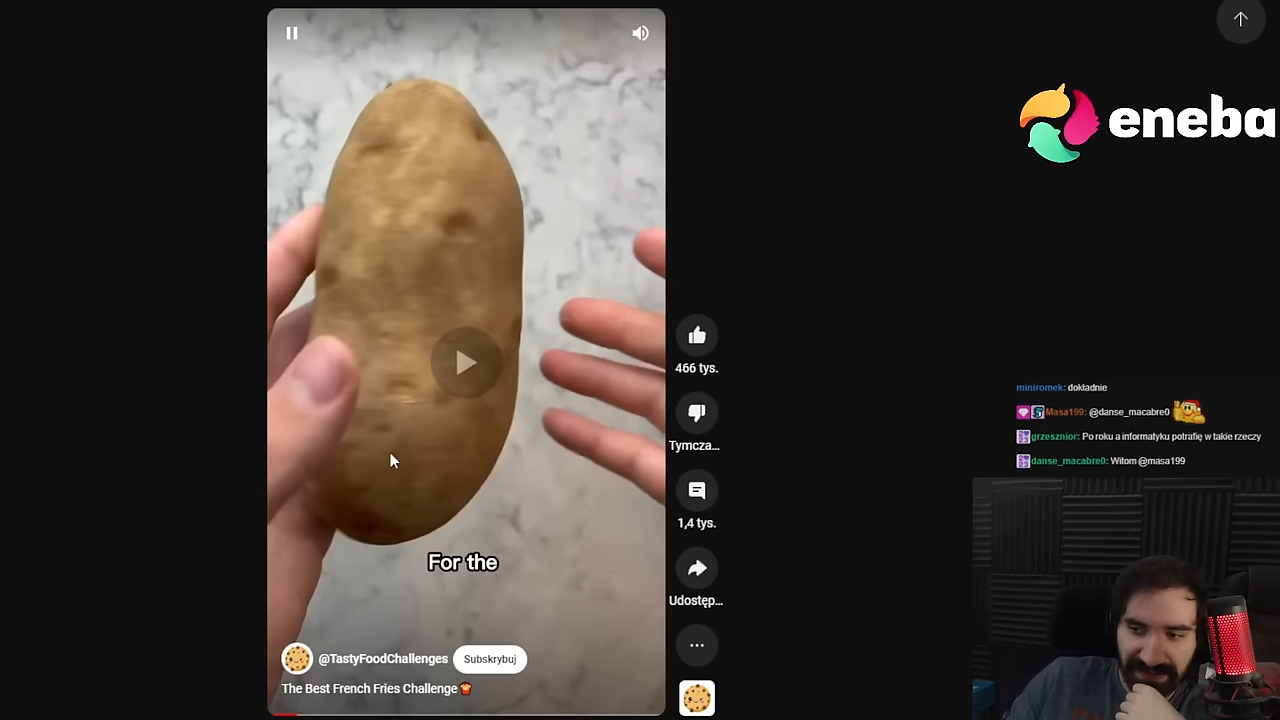 eneba
466 tys.
Tymcza...
1,4 tys.
Udostęp...
miniromek: dokładnie
Masa199: @danse_macabre0
grzesznior: Po roku a informatyku potrafię w takie rzeczy
danse_macabre0: Witom @masa199
For the
@TastyFoodChallenges
Subskrybuj
The Best French Fries Challenge